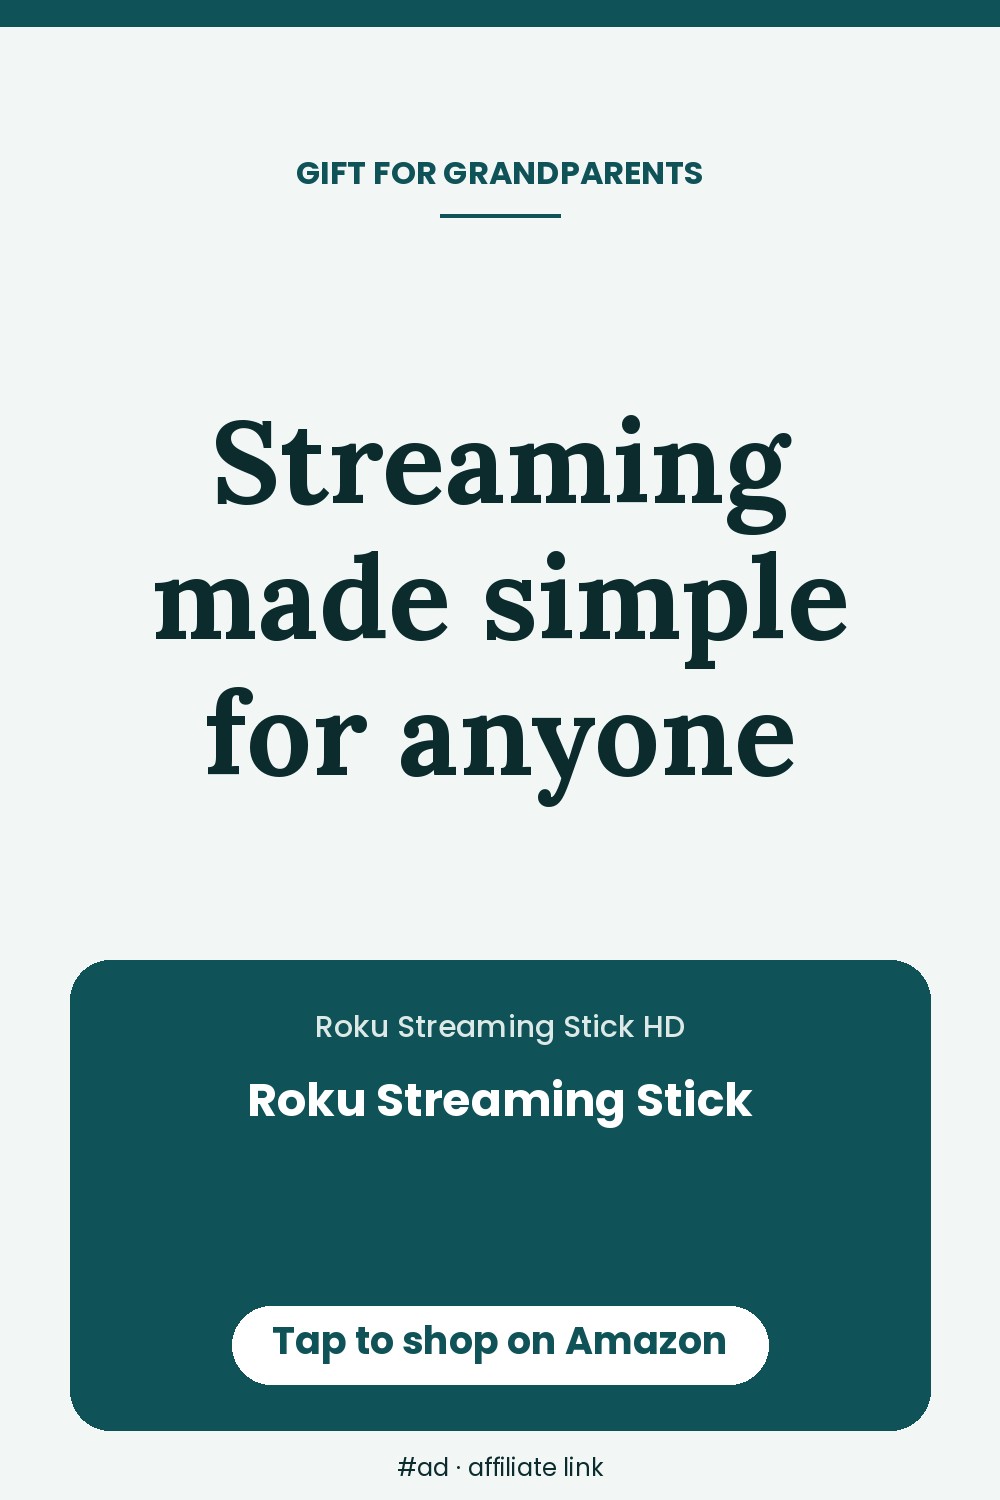 GIFT FOR GRANDPARENTS
Streaming
made simple
for anyone
Roku Streaming Stick HD
Roku Streaming Stick
Tap to shop on Amazon
#ad · affiliate link